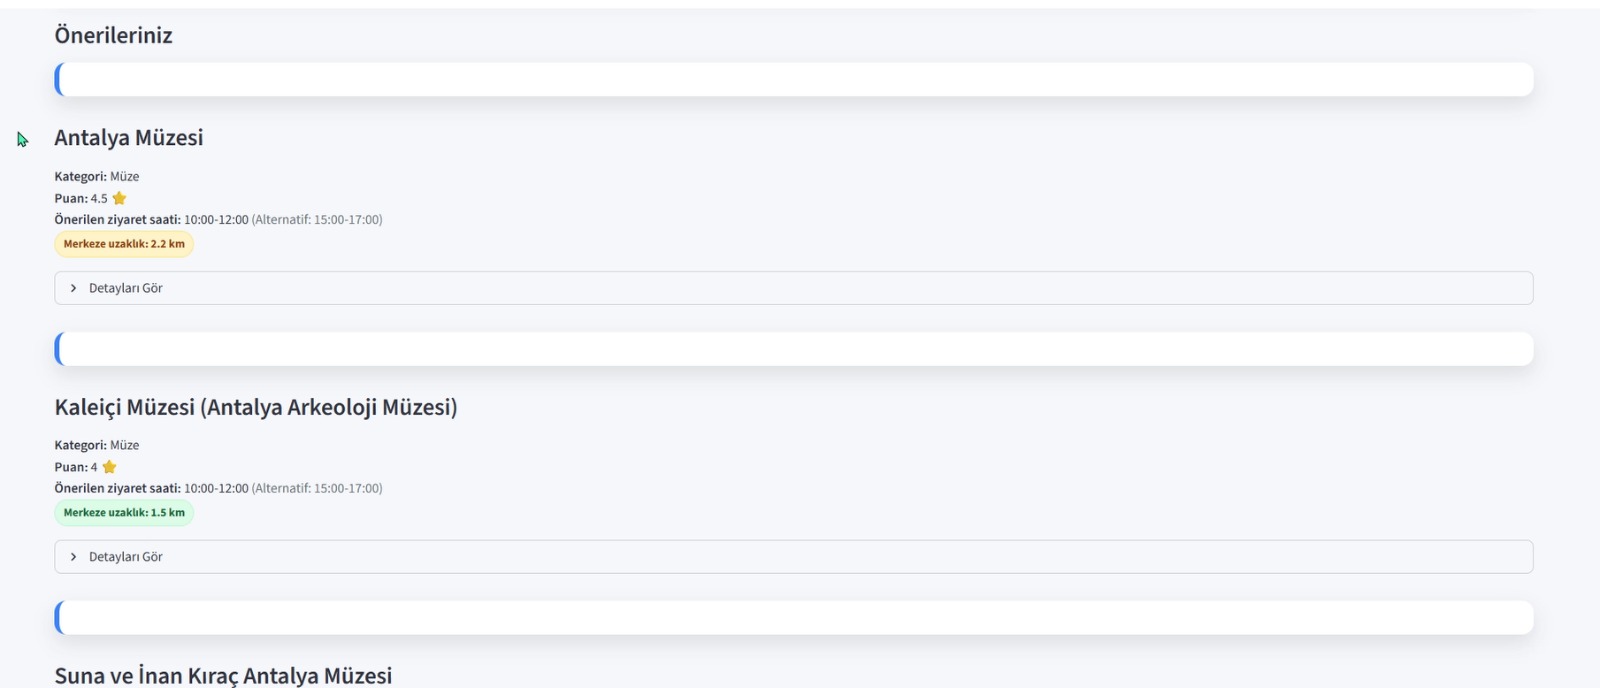 Önerileriniz
Antalya Müzesi
Kategori: Müze
Puan: 4.5
Önerilen ziyaret saati: 10:00-12:00 (Alternatif: 15:00-17:00)
Merkeze uzaklık: 2.2 km
Detayları Gör
Kaleiçi Müzesi (Antalya Arkeoloji Müzesi)
Kategori: Müze
Puan: 4
Önerilen ziyaret saati: 10:00-12:00 (Alternatif: 15:00-17:00)
Merkeze uzaklık: 1.5 km
Detayları Gör
Suna ve İnan Kıraç Antalya Müzesi